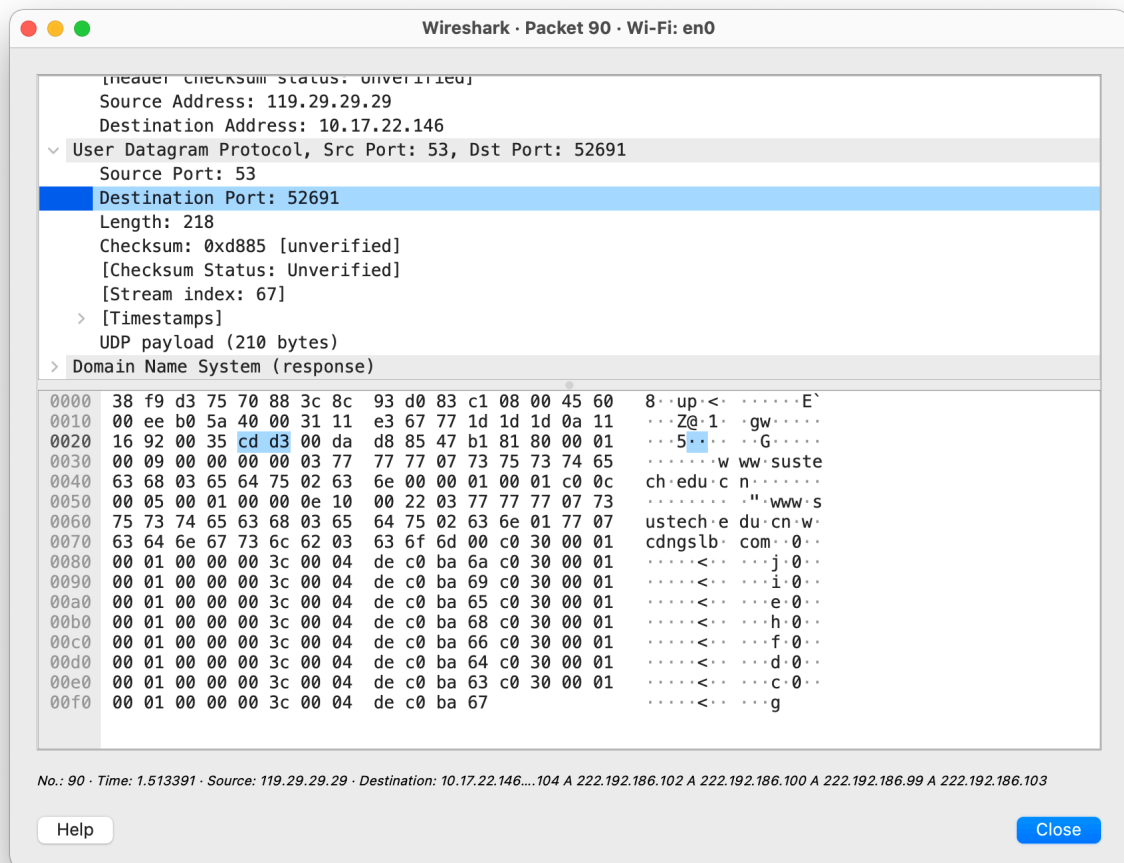 Wireshark · Packet 90 · Wi-Fi: en0
[Header checksum status: Unverified]
Source Address: 119.29.29.29
Destination Address: 10.17.22.146
User Datagram Protocol, Src Port: 53, Dst Port: 52691
Source Port: 53
Destination Port: 52691
Length: 218
Checksum: 0xd885 [unverified]
[Checksum Status: Unverified]
[Stream index: 67]
[Timestamps]
UDP payload (210 bytes)
Domain Name System (response)
0000 38 f9 d3 75 70 88 3c 8c 93 d0 83 c1 08 00 45 60 8··up·<· ······E`
0010 00 ee b0 5a 40 00 31 11 e3 67 77 1d 1d 1d 0a 11 ···Z@·1· ·gw·····
0020 16 92 00 35 cd d3 00 da d8 85 47 b1 81 80 00 01 ···5···· ··G·····
0030 00 09 00 00 00 00 03 77 77 77 07 73 75 73 74 65 ·······w ww·suste
0040 63 68 03 65 64 75 02 63 6e 00 00 01 00 01 c0 0c ch·edu·c n·······
0050 00 05 00 01 00 00 0e 10 00 22 03 77 77 77 07 73 ········ ·"·www·s
0060 75 73 74 65 63 68 03 65 64 75 02 63 6e 01 77 07 ustech·e du·cn·w·
0070 63 64 6e 67 73 6c 62 03 63 6f 6d 00 c0 30 00 01 cdngslb· com··0··
0080 00 01 00 00 00 3c 00 04 de c0 ba 6a c0 30 00 01 ·····<·· ···j·0··
0090 00 01 00 00 00 3c 00 04 de c0 ba 69 c0 30 00 01 ·····<·· ···i·0··
00a0 00 01 00 00 00 3c 00 04 de c0 ba 65 c0 30 00 01 ·····<·· ···e·0··
00b0 00 01 00 00 00 3c 00 04 de c0 ba 68 c0 30 00 01 ·····<·· ···h·0··
00c0 00 01 00 00 00 3c 00 04 de c0 ba 66 c0 30 00 01 ·····<·· ···f·0··
00d0 00 01 00 00 00 3c 00 04 de c0 ba 64 c0 30 00 01 ·····<·· ···d·0··
00e0 00 01 00 00 00 3c 00 04 de c0 ba 63 c0 30 00 01 ·····<·· ···c·0··
00f0 00 01 00 00 00 3c 00 04 de c0 ba 67 ·····<·· ···g
No.: 90 · Time: 1.513391 · Source: 119.29.29.29 · Destination: 10.17.22.146....104 A 222.192.186.102 A 222.192.186.100 A 222.192.186.99 A 222.192.186.103
Help
Close